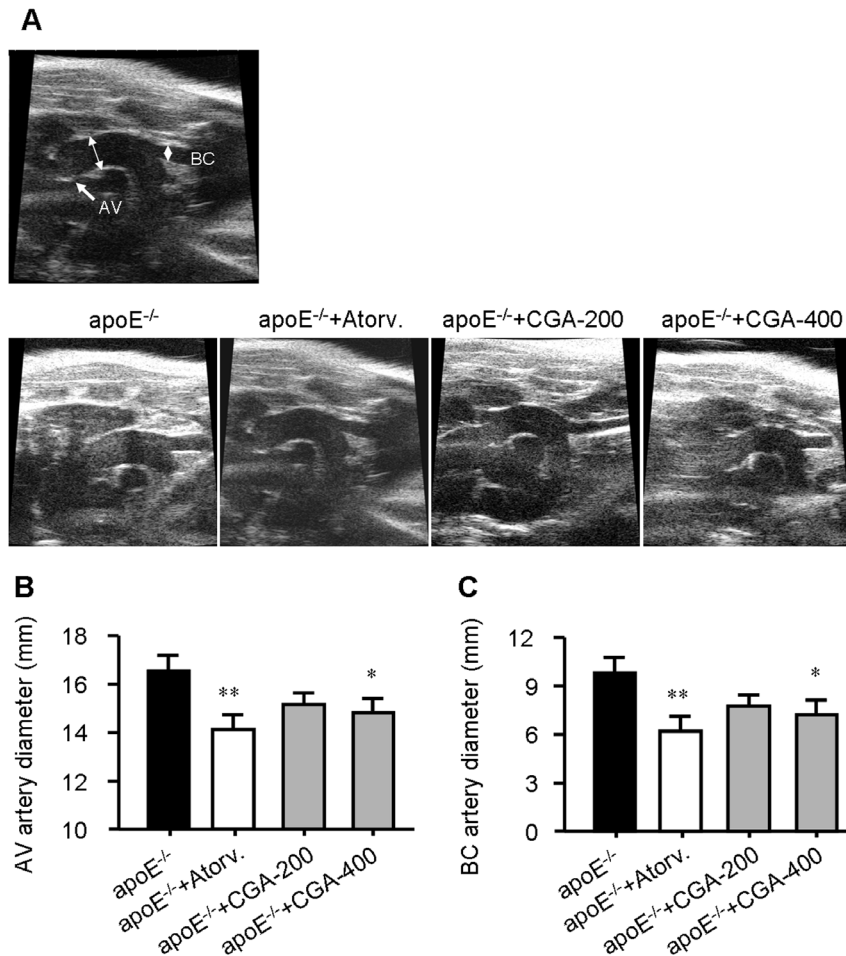 A
BC
AV
apoE-/- apoE-/-+Atorv. apoE-/-+CGA-200 apoE-/-+CGA-400
B
AV artery diameter (mm)
18
16
14
12
10
**
*
apoE-/-
apoE-/-+Atorv.
apoE-/-+CGA-200
apoE-/-+CGA-400
C
BC artery diameter (mm)
12
9
6
3
0
**
*
apoE-/-
apoE-/-+Atorv.
apoE-/-+CGA-200
apoE-/-+CGA-400